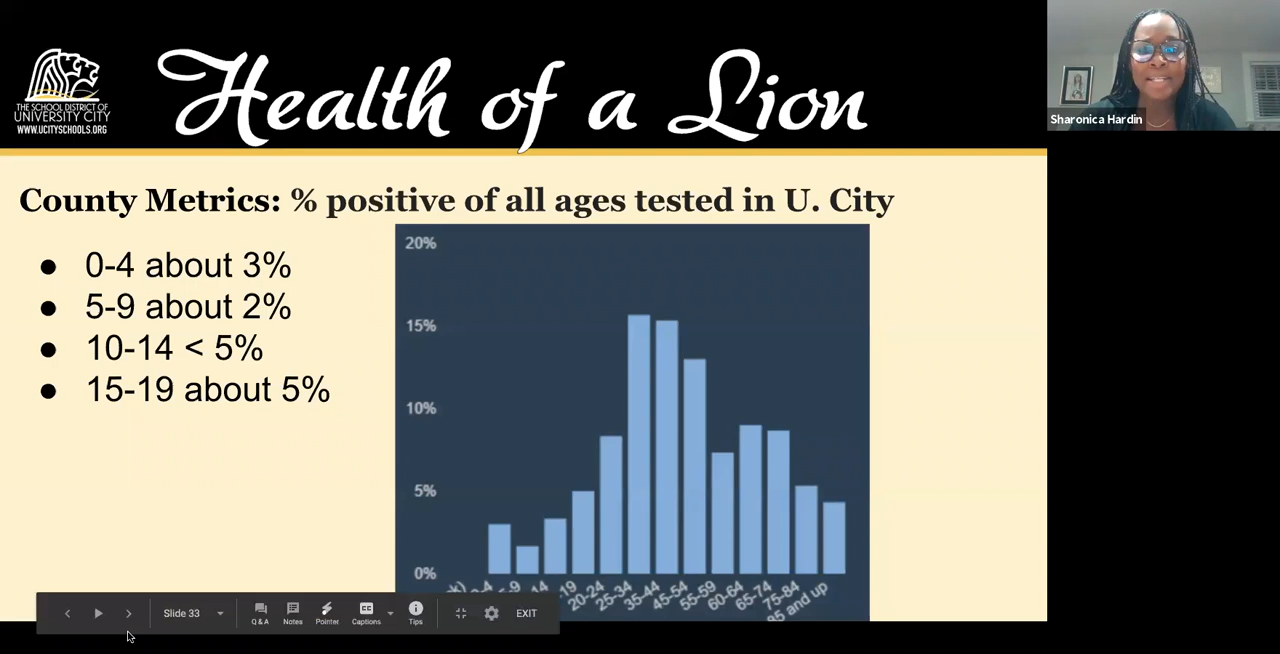 THE SCHOOL DISTRICT OF
UNIVERSITY CITY
WWW.UCITYSCHOOLS.ORG
Health of a Lion
Sharonica Hardin
County Metrics: % positive of all ages tested in U. City
• 0-4 about 3%
• 5-9 about 2%
• 10-14 < 5%
• 15-19 about 5%
20%
15%
10%
5%
0%
20-24
25-34
35-44
45-54
55-59
60-64
65-74
75-84
85 and up
Slide 33
Q & A
Notes
Pointer
Captions
Tips
EXIT